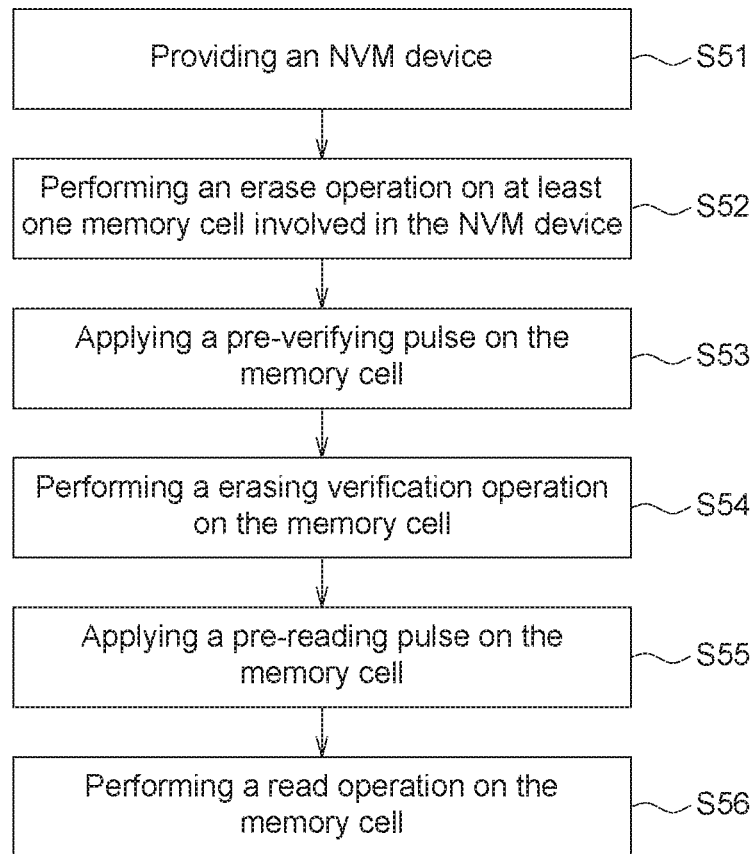 Providing an NVM device
S51
Performing an erase operation on at least
one memory cell involved in the NVM device
S52
Applying a pre-verifying pulse on the
memory cell
S53
Performing a erasing verification operation
on the memory cell
S54
Applying a pre-reading pulse on the
memory cell
S55
Performing a read operation on the
memory cell
S56